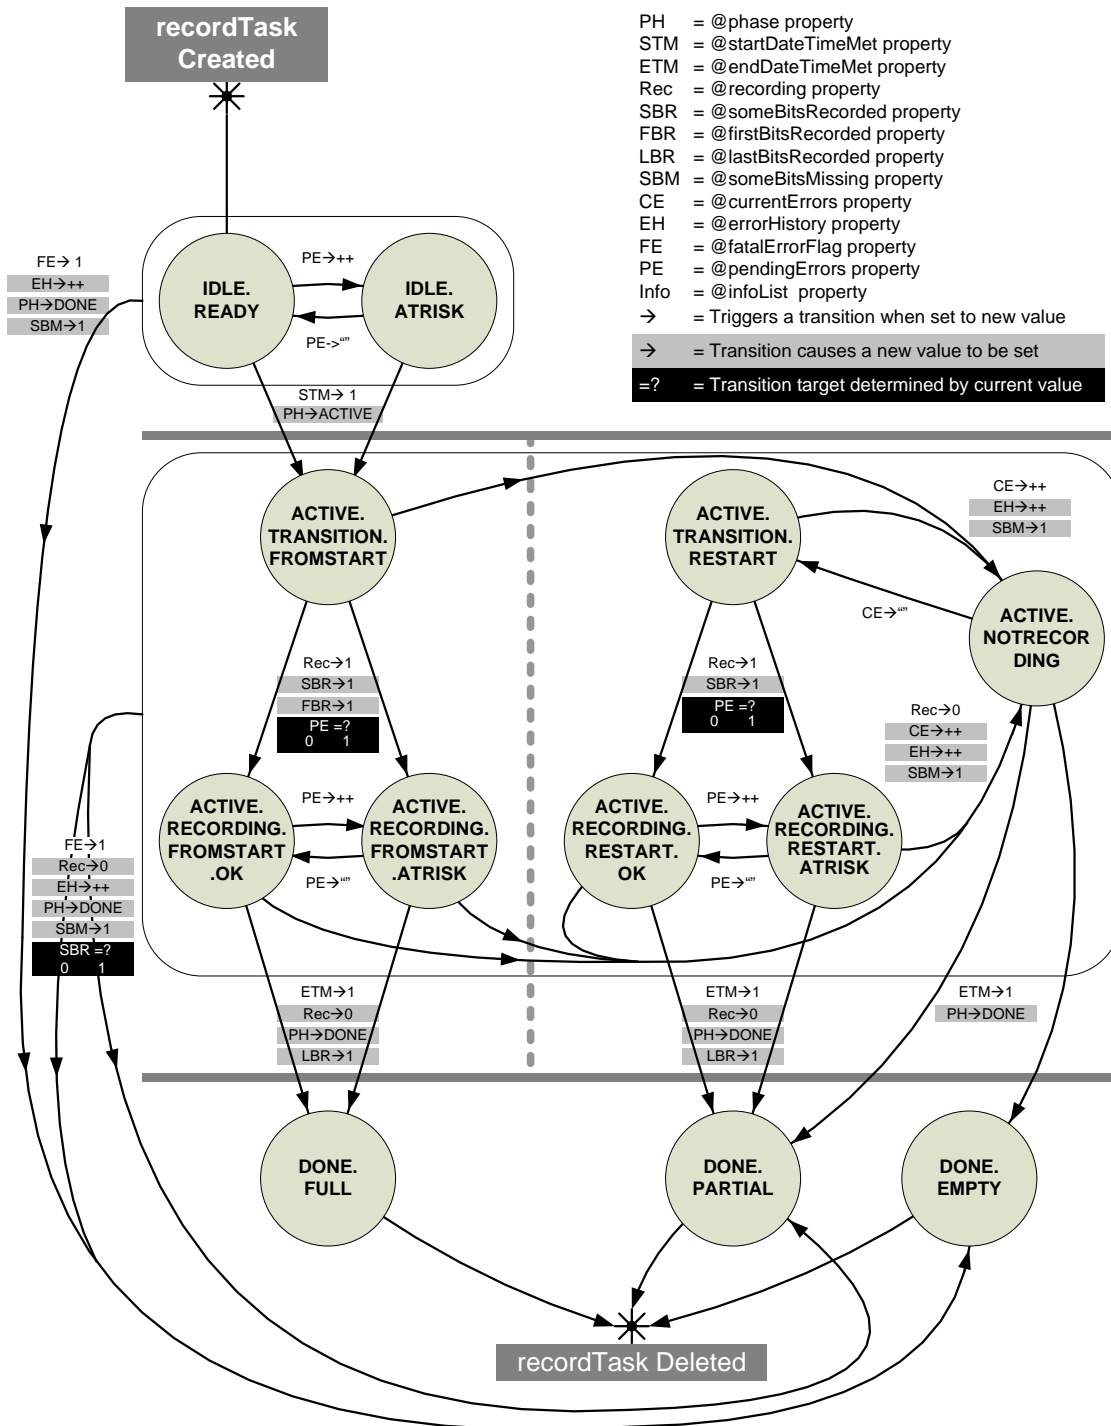 recordTask
Created
PH = @phase property
STM = @startDateTimeMet property
ETM = @endDateTimeMet property
Rec = @recording property
SBR = @someBitsRecorded property
FBR = @firstBitsRecorded property
LBR = @lastBitsRecorded property
SBM = @someBitsMissing property
CE = @currentErrors property
EH = @errorHistory property
FE = @fatalErrorFlag property
PE = @pendingErrors property
Info = @infoList property
→ = Triggers a transition when set to new value
→ = Transition causes a new value to be set
=? = Transition target determined by current value
FE→ 1
EH→++
PH→DONE
SBM→1
IDLE.
READY
PE→++
PE->“”
IDLE.
ATRISK
STM→ 1
PH→ACTIVE
ACTIVE.
TRANSITION.
FROMSTART
ACTIVE.
TRANSITION.
RESTART
CE→++
EH→++
SBM→1
CE→“”
ACTIVE.
NOTRECOR
DING
Rec→1
SBR→1
FBR→1
PE =?
0 1
Rec→1
SBR→1
PE =?
0 1
Rec→0
CE→++
EH→++
SBM→1
ACTIVE.
RECORDING.
FROMSTART
.OK
PE→++
PE→“”
ACTIVE.
RECORDING.
FROMSTART
.ATRISK
ACTIVE.
RECORDING.
RESTART.
OK
PE→++
PE→“”
ACTIVE.
RECORDING.
RESTART.
ATRISK
FE→1
Rec→0
EH→++
PH→DONE
SBM→1
SBR =?
0 1
ETM→1
Rec→0
PH→DONE
LBR→1
ETM→1
Rec→0
PH→DONE
LBR→1
ETM→1
PH→DONE
DONE.
FULL
DONE.
PARTIAL
DONE.
EMPTY
recordTask Deleted